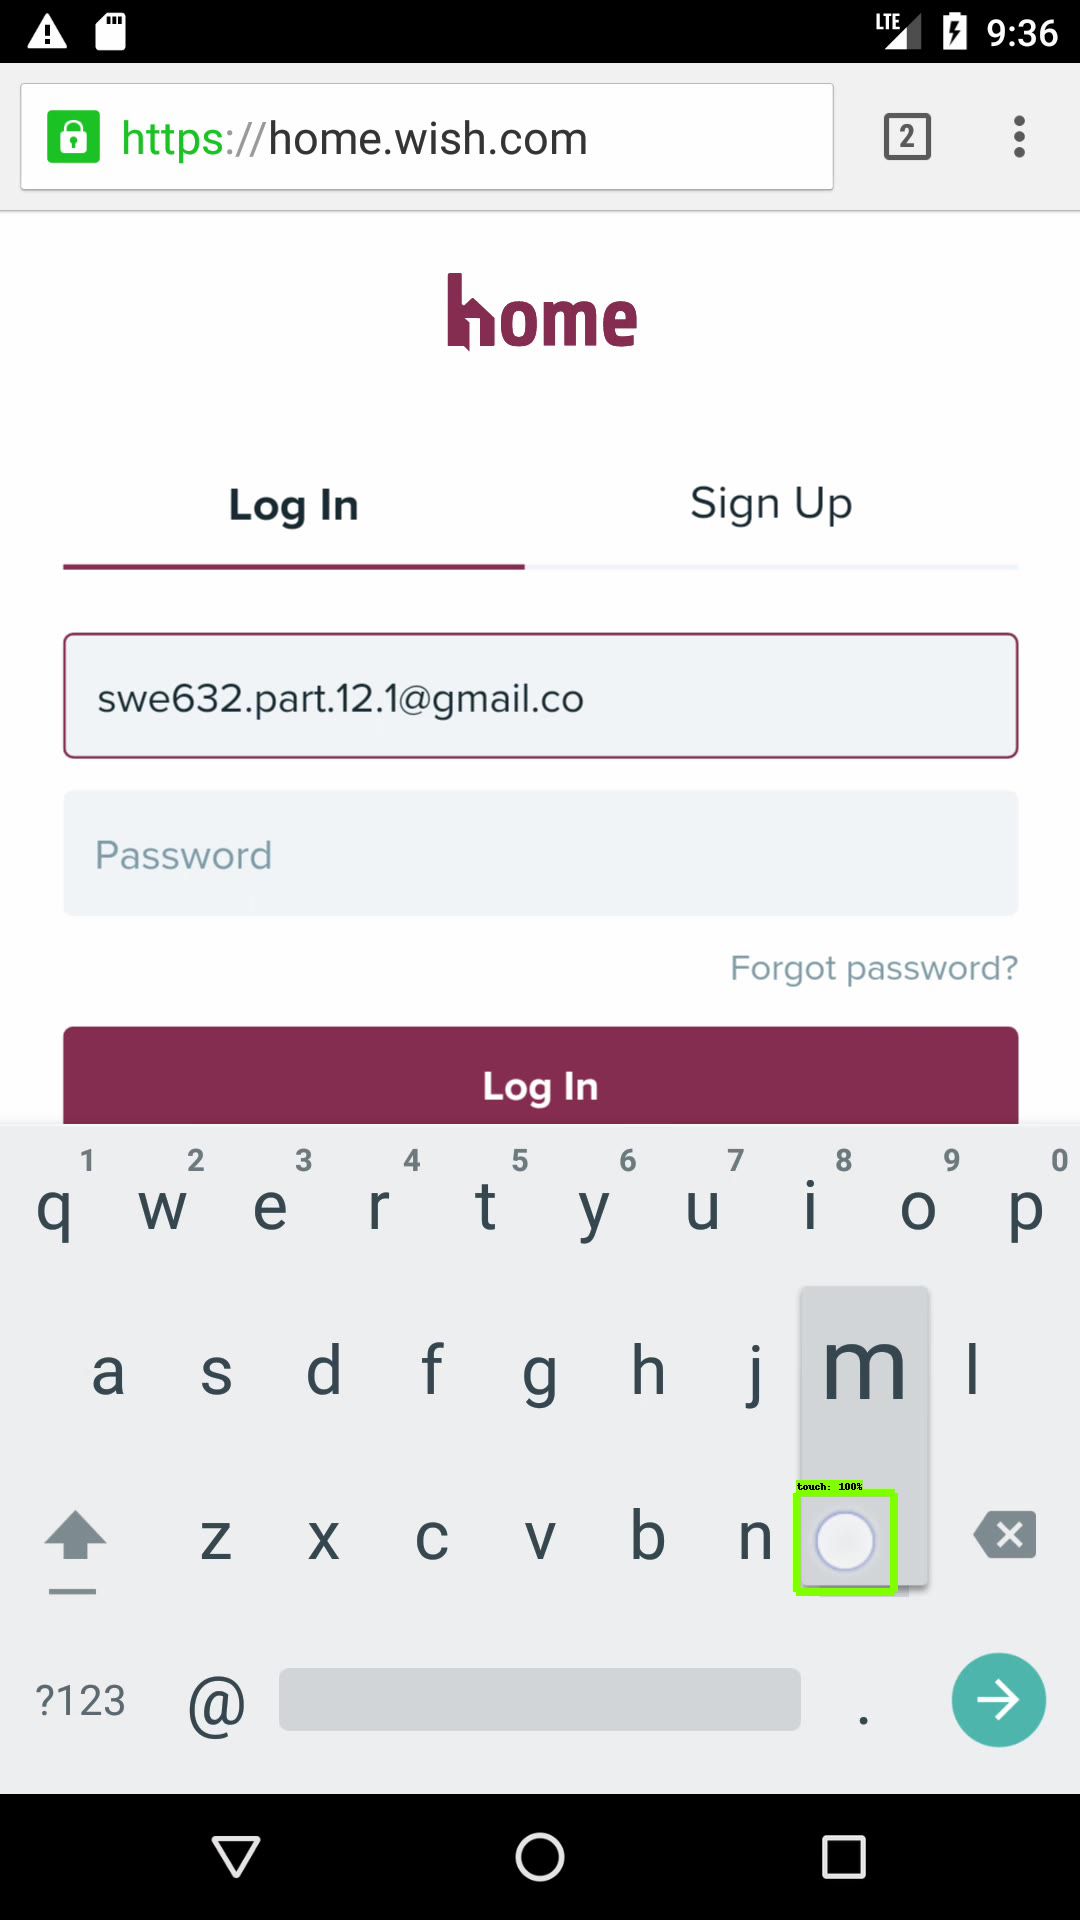 LTE 9:36
https://home.wish.com 2
home
Log In Sign Up
swe632.part.12.1@gmail.co
Password
Forgot password?
Log In
1 2 3 4 5 6 7 8 9 0
q w e r t y u i o p
a s d f g h j m l
touch: 100%
z x c v b n
?123 @ .